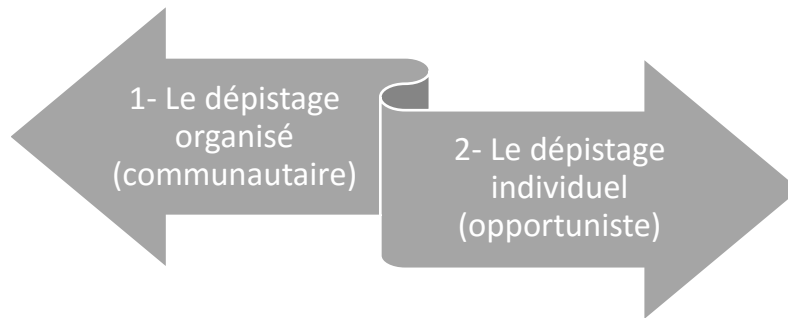 1- Le dépistage
organisé
(communautaire)
2- Le dépistage
individuel
(opportuniste)